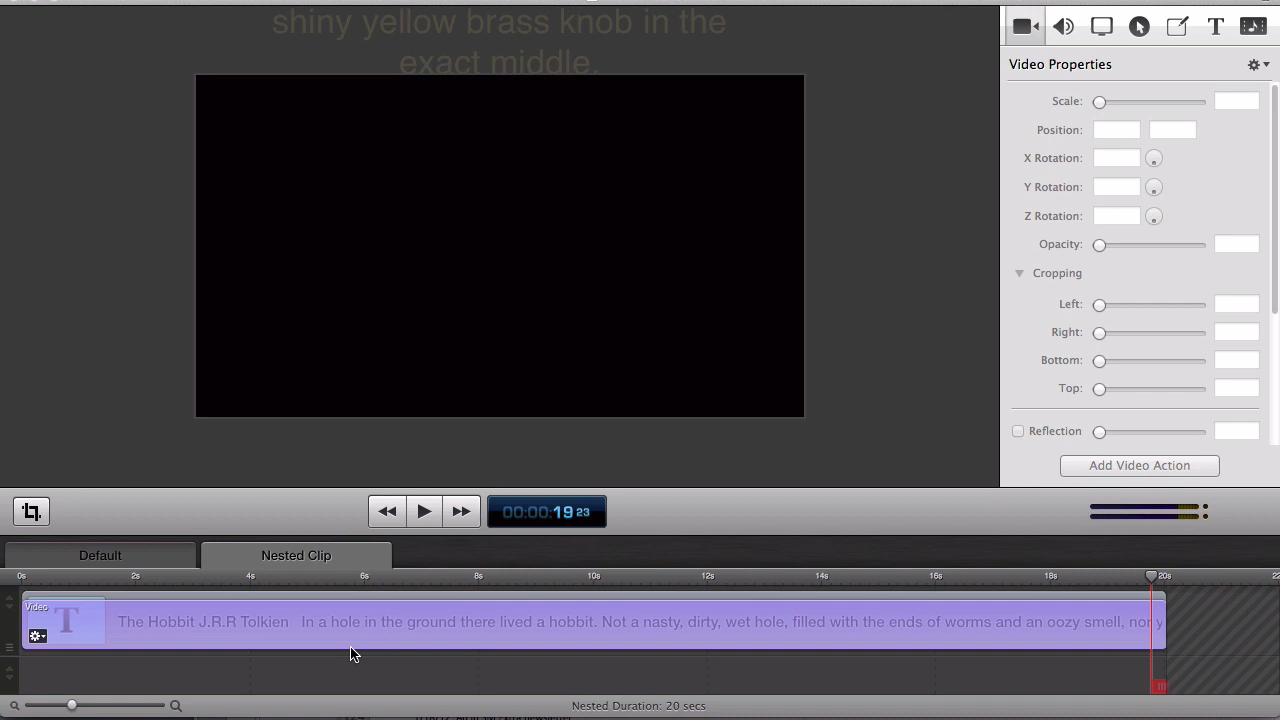 shiny yellow brass knob in the
exact middle.
T
Video Properties
Scale:
Position:
X Rotation:
Y Rotation:
Z Rotation:
Opacity:
Cropping
Left:
Right:
Bottom:
Top:
Reflection
Add Video Action
00:00:19 23
Default
Nested Clip
0s 2s 4s 6s 8s 10s 12s 14s 16s 18s 20s 22
Video
T
The Hobbit J.R.R Tolkien In a hole in the ground there lived a hobbit. Not a nasty, dirty, wet hole, filled with the ends of worms and an oozy smell, nor y
Nested Duration: 20 secs